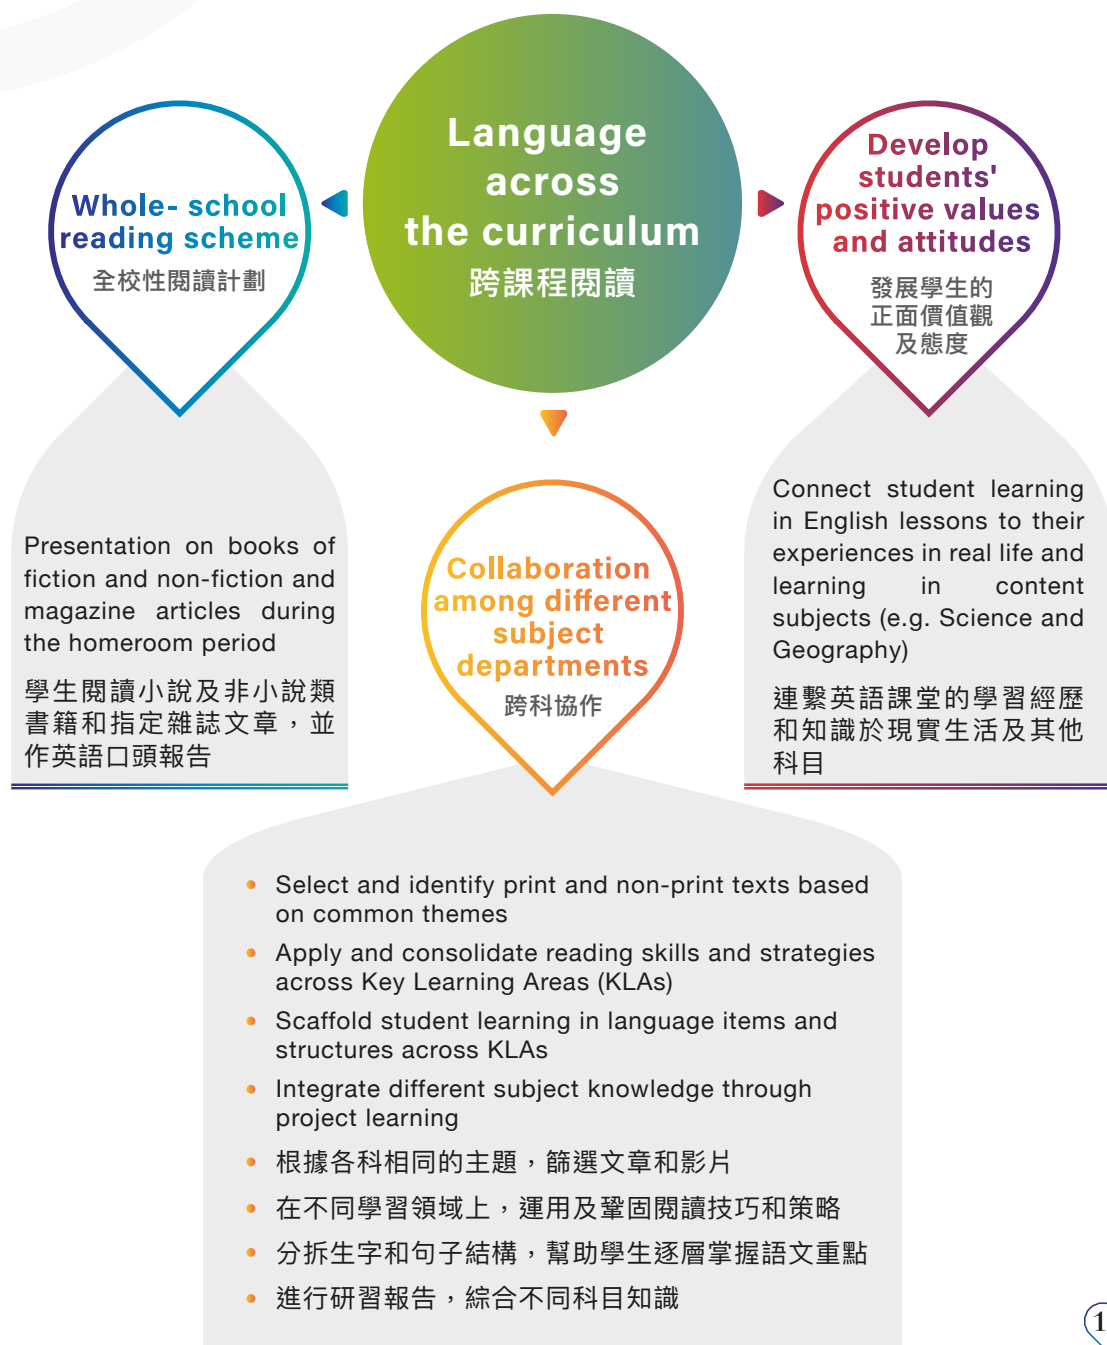 Language
across
the curriculum
跨課程閱讀
Whole- school
reading scheme
全校性閱讀計劃
Presentation on books of
fiction and non-fiction and
magazine articles during
the homeroom period
學生閱讀小說及非小說類
書籍和指定雜誌文章，並
作英語口頭報告
Collaboration
among different
subject
departments
跨科協作
Select and identify print and non-print texts based
on common themes
Apply and consolidate reading skills and strategies
across Key Learning Areas (KLAs)
Scaffold student learning in language items and
structures across KLAs
Integrate different subject knowledge through
project learning
根據各科相同的主題，篩選文章和影片
在不同學習領域上，運用及鞏固閱讀技巧和策略
分拆生字和句子結構，幫助學生逐層掌握語文重點
進行研習報告，綜合不同科目知識
Develop
students'
positive values
and attitudes
發展學生的
正面價值觀
及態度
Connect student learning
in English lessons to their
experiences in real life and
learning in content
subjects (e.g. Science and
Geography)
連繫英語課堂的學習經歷
和知識於現實生活及其他
科目